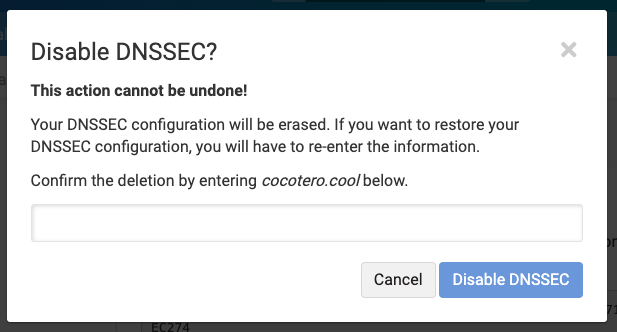 Disable DNSSEC?
×
This action cannot be undone!
Your DNSSEC configuration will be erased. If you want to restore your
DNSSEC configuration, you will have to re-enter the information.
Confirm the deletion by entering cocotero.cool below.
Cancel
Disable DNSSEC
EC274